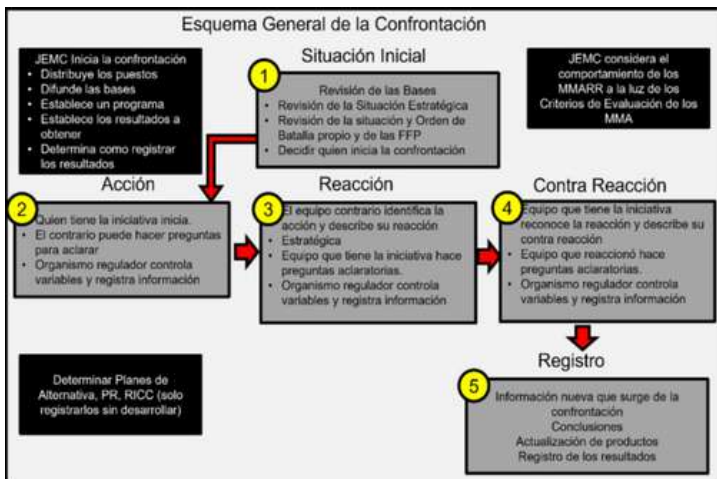 Esquema General de la Confrontación
JEMC Inicia la confrontación
• Distribuye los puestos
• Difunde las bases
• Establece un programa
• Establece los resultados a
obtener
• Determina como registrar
los resultados
Situación Inicial
1
Revisión de las Bases
• Revisión de la Situación Estratégica
• Revisión de la situación y Orden de
Batalla propio y de las FFP
• Decidir quien inicia la confrontación
JEMC considera el
comportamiento de los
MMARR a la luz de los
Criterios de Evaluación de los
MMA
Acción
2
Quien tiene la iniciativa inicia.
• El contrario puede hacer preguntas
para aclarar
• Organismo regulador controla
variables y registra información
Reacción
3
El equipo contrario identifica la
acción y describe su reacción
• Estratégica
• Equipo que tiene la iniciativa hace
preguntas aclaratorias.
• Organismo regulador controla
variables y registra información
Contra Reacción
4
Equipo que tiene la iniciativa
reconoce la reacción y describe su
contra reacción
• Equipo que reaccionó hace
preguntas aclaratorias.
• Organismo regulador controla
variables y registra información
Determinar Planes de
Alternativa, PR, RICC (solo
registrarlos sin desarrollar)
Registro
5
Información nueva que surge de la
confrontación
Conclusiones
Actualización de productos
Registro de los resultados